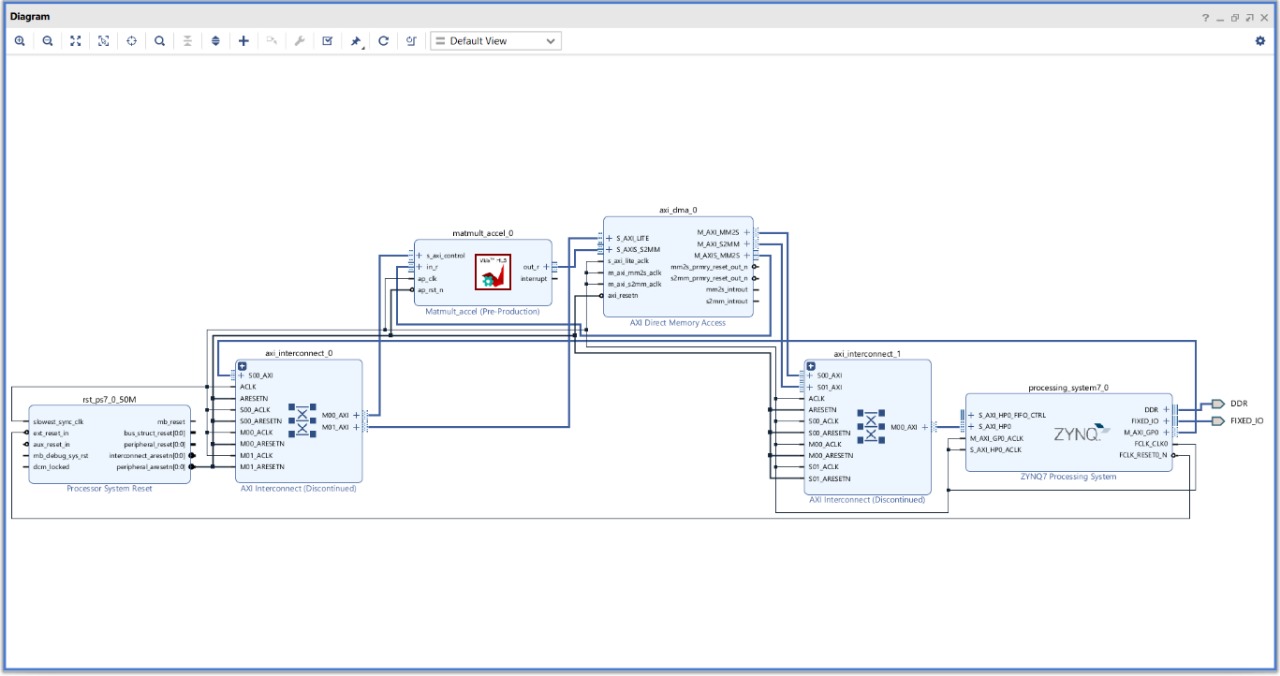 Diagram
Default View
axi_dma_0
S_AXI_LITE
S_AXIS_S2MM
s_axi_lite_aclk
m_axi_mm2s_aclk
m_axi_s2mm_aclk
axi_resetn
M_AXI_MM2S
M_AXI_S2MM
M_AXIS_MM2S
mm2s_prmry_reset_out_n
s2mm_prmry_reset_out_n
mm2s_introut
s2mm_introut
AXI Direct Memory Access
matmult_accel_0
s_axi_control
in_r
ap_clk
ap_rst_n
out_r
interrupt
Matmult_accel (Pre-Production)
axi_interconnect_0
S00_AXI
ACLK
ARESETN
S00_ACLK
S00_ARESETN
M00_ACLK
M00_ARESETN
M01_ACLK
M01_ARESETN
M00_AXI
M01_AXI
AXI Interconnect (Discontinued)
axi_interconnect_1
S00_AXI
S01_AXI
ACLK
ARESETN
S00_ACLK
S00_ARESETN
M00_ACLK
M00_ARESETN
S01_ACLK
S01_ARESETN
M00_AXI
AXI Interconnect (Discontinued)
rst_ps7_0_50M
slowest_sync_clk
ext_reset_in
aux_reset_in
mb_debug_sys_rst
dcm_locked
mb_reset
bus_struct_reset[0:0]
peripheral_reset[0:0]
interconnect_aresetn[0:0]
peripheral_aresetn[0:0]
Processor System Reset
processing_system7_0
S_AXI_HP0_FIFO_CTRL
S_AXI_HP0
M_AXI_GP0_ACLK
S_AXI_HP0_ACLK
ZYNQ
DDR
FIXED_IO
M_AXI_GP0
FCLK_CLK0
FCLK_RESET0_N
ZYNQ7 Processing System
DDR
FIXED_IO